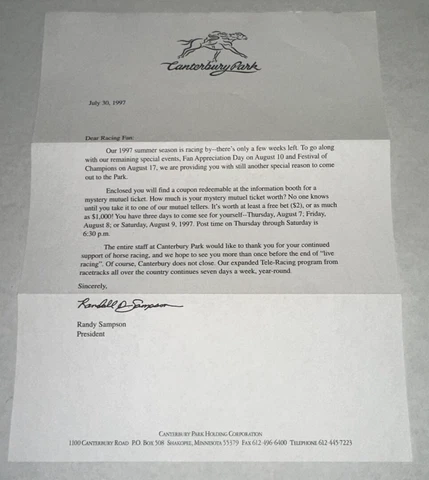 Canterbury Park
July 30, 1997
Dear Racing Fan:
Our 1997 summer season is racing by--there's only a few weeks left. To go along
with our remaining special events, Fan Appreciation Day on August 10 and Festival of
Champions on August 17, we are providing you with still another special reason to come
out to the Park.
Enclosed you will find a coupon redeemable at the information booth for a
mystery mutuel ticket. How much is your mystery mutuel ticket worth? No one knows
until you take it to one of our mutuel tellers. It's worth at least a free bet ($2), or as much
as $1,000! You have three days to come see for yourself--Thursday, August 7; Friday,
August 8; or Saturday, August 9, 1997. Post time on Thursday through Saturday is
6:30 p.m.
The entire staff at Canterbury Park would like to thank you for your continued
support of horse racing, and we hope to see you more than once before the end of "live
racing". Of course, Canterbury does not close. Our expanded Tele-Racing program from
racetracks all over the country continues seven days a week, year-round.
Sincerely,
Randall D. Sampson
Randy Sampson
President
CANTERBURY PARK HOLDING CORPORATION
1100 CANTERBURY ROAD P.O. BOX 508 SHAKOPEE, MINNESOTA 55379 FAX 612 496 6400 TELEPHONE 612 445 7223